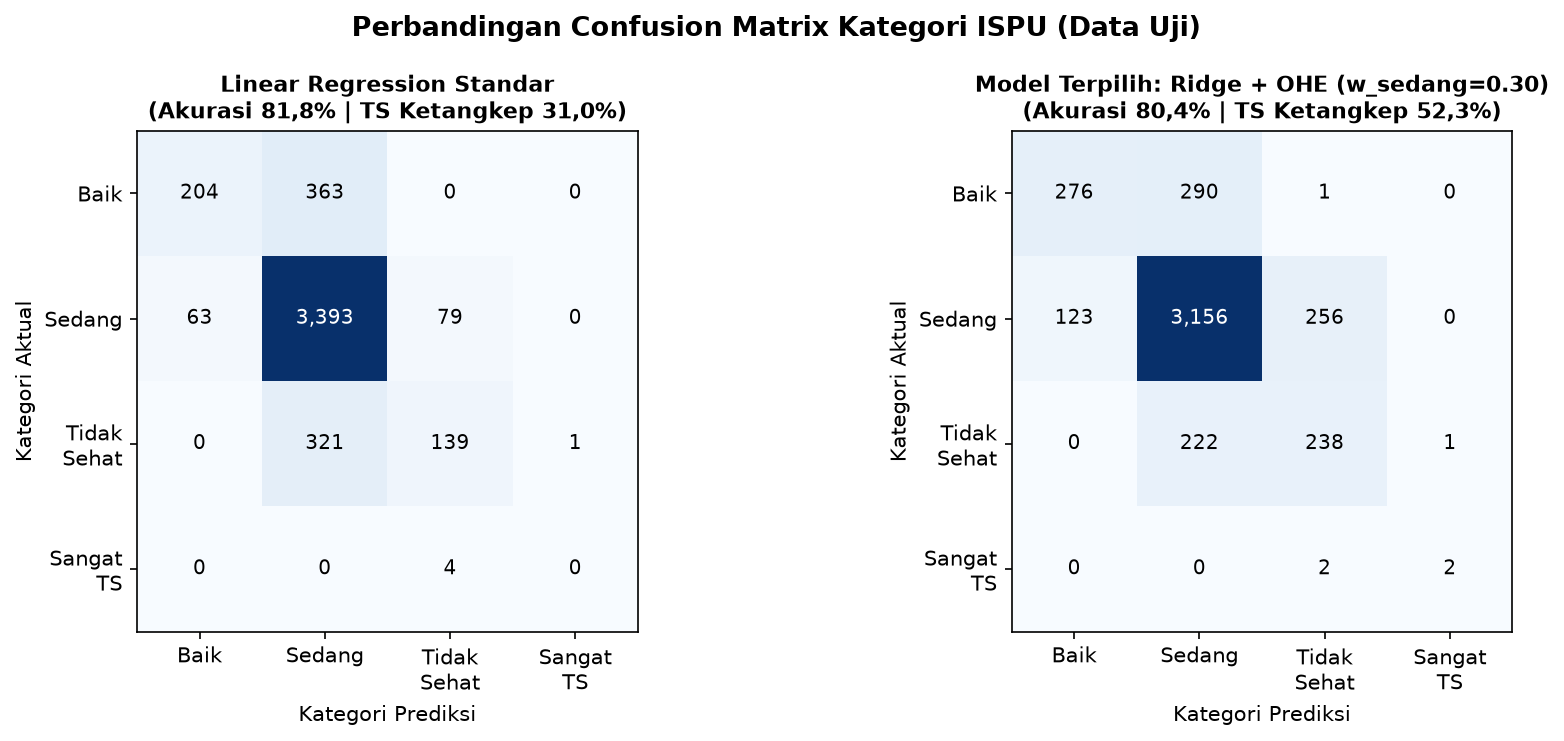 Perbandingan Confusion Matrix Kategori ISPU (Data Uji)
Linear Regression Standar
(Akurasi 81,8% | TS Ketangkep 31,0%)
Kategori Aktual
Baik
204
363
0
0
Sedang
63
3,393
79
0
Tidak
Sehat
0
321
139
1
Sangat
TS
0
0
4
0
Baik
Sedang
Tidak
Sehat
Sangat
TS
Kategori Prediksi
Model Terpilih: Ridge + OHE (w_sedang=0.30)
(Akurasi 80,4% | TS Ketangkep 52,3%)
Kategori Aktual
Baik
276
290
1
0
Sedang
123
3,156
256
0
Tidak
Sehat
0
222
238
1
Sangat
TS
0
0
2
2
Baik
Sedang
Tidak
Sehat
Sangat
TS
Kategori Prediksi